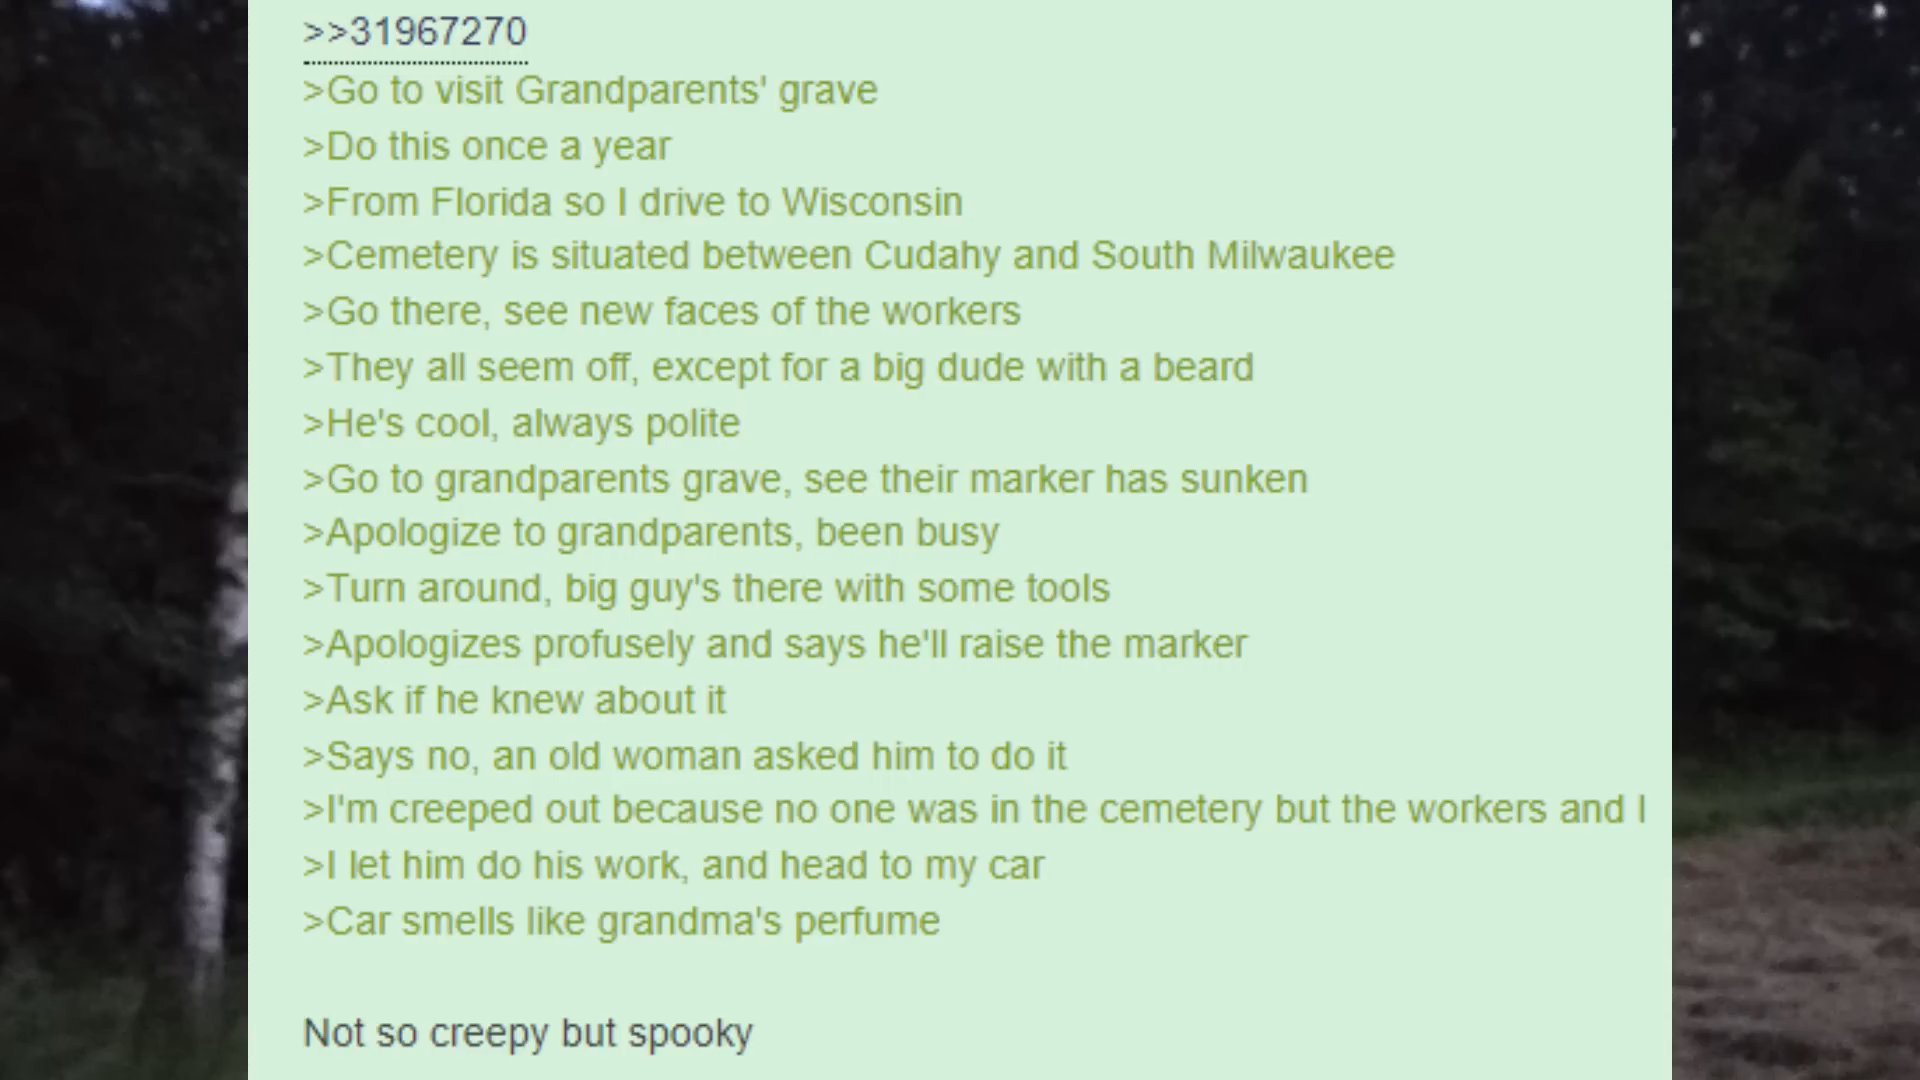 >>31967270
>Go to visit Grandparents' grave
>Do this once a year
>From Florida so I drive to Wisconsin
>Cemetery is situated between Cudahy and South Milwaukee
>Go there, see new faces of the workers
>They all seem off, except for a big dude with a beard
>He's cool, always polite
>Go to grandparents grave, see their marker has sunken
>Apologize to grandparents, been busy
>Turn around, big guy's there with some tools
>Apologizes profusely and says he'll raise the marker
>Ask if he knew about it
>Says no, an old woman asked him to do it
>I'm creeped out because no one was in the cemetery but the workers and I
>I let him do his work, and head to my car
>Car smells like grandma's perfume
Not so creepy but spooky